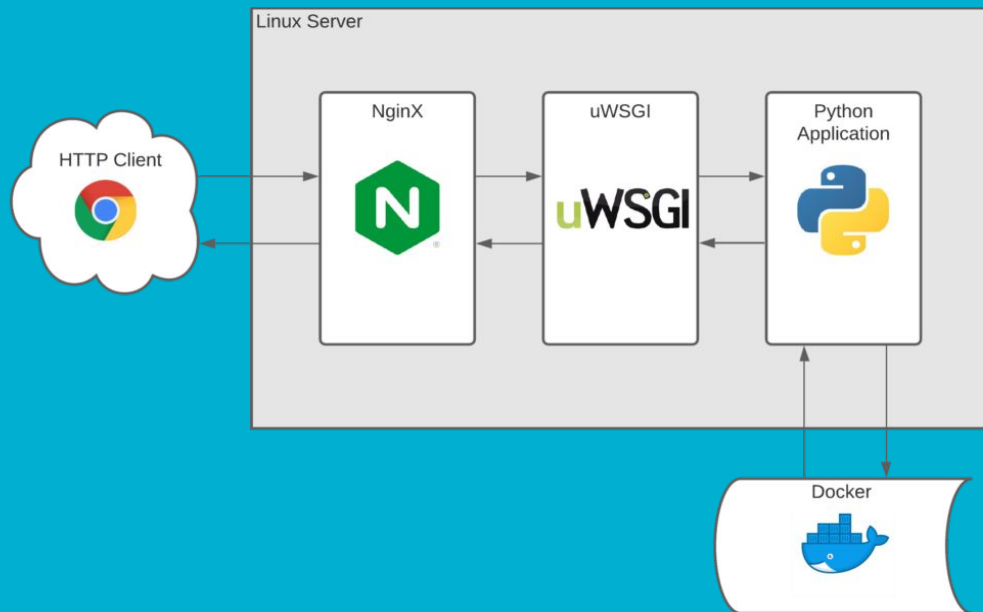 Linux Server
HTTP Client
NginX
N
®
uWSGI
uWSGI
Python
Application
Docker